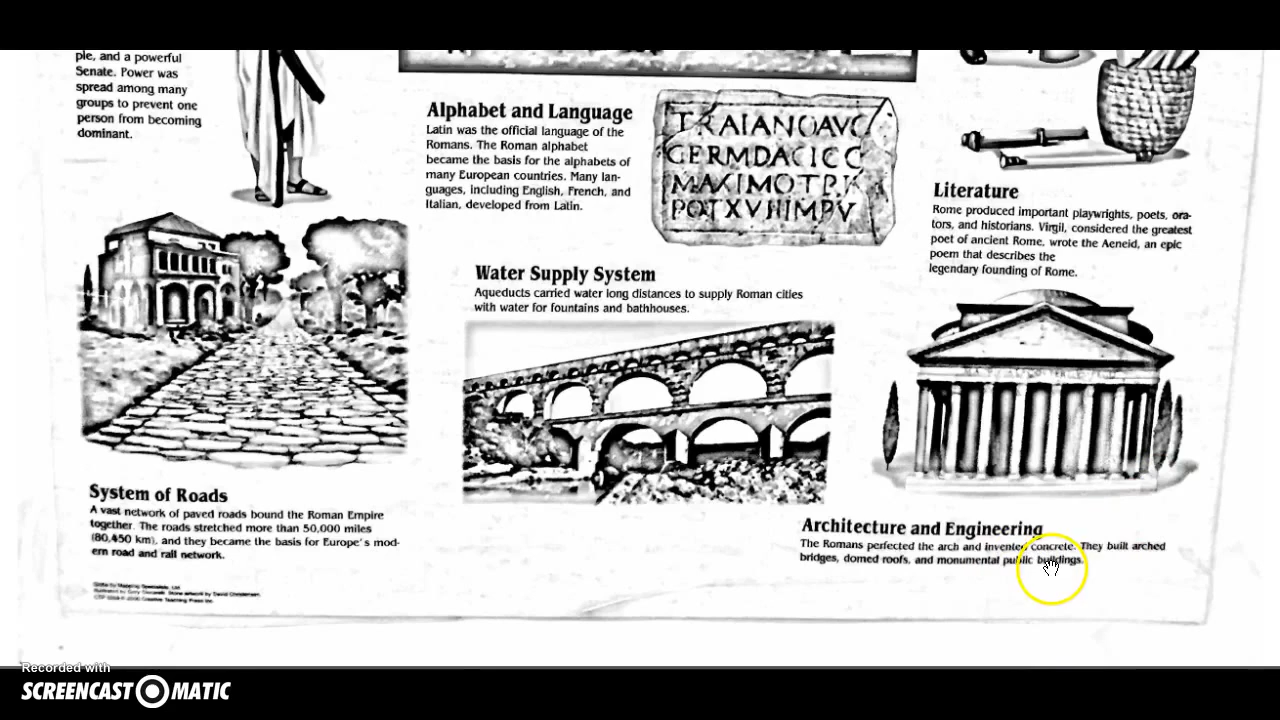 ple, and a powerful
Senate. Power was
spread among many
groups to prevent one
person from becoming
dominant.
Alphabet and Language
Latin was the official language of the
Romans. The Roman alphabet
became the basis for the alphabets of
many European countries. Many lan-
guages, including English, French, and
Italian, developed from Latin.
TRAIANOAVG
GERMDACICO
MAXIMOTRIB
POTXVIIIMPV
Literature
Rome produced important playwrights, poets, ora-
tors, and historians. Virgil, considered the greatest
poet of ancient Rome, wrote the Aeneid, an epic
poem that describes the
legendary founding of Rome.
Water Supply System
Aqueducts carried water long distances to supply Roman cities
with water for fountains and bathhouses.
System of Roads
A vast network of paved roads bound the Roman Empire
together. The roads stretched more than 50,000 miles
(80,450 km), and they became the basis for Europe's mod-
ern road and rail network.
Architecture and Engineering
The Romans perfected the arch and invented concrete. They built arched
bridges, domed roofs, and monumental public buildings.
Recorded with
SCREENCAST MATIC